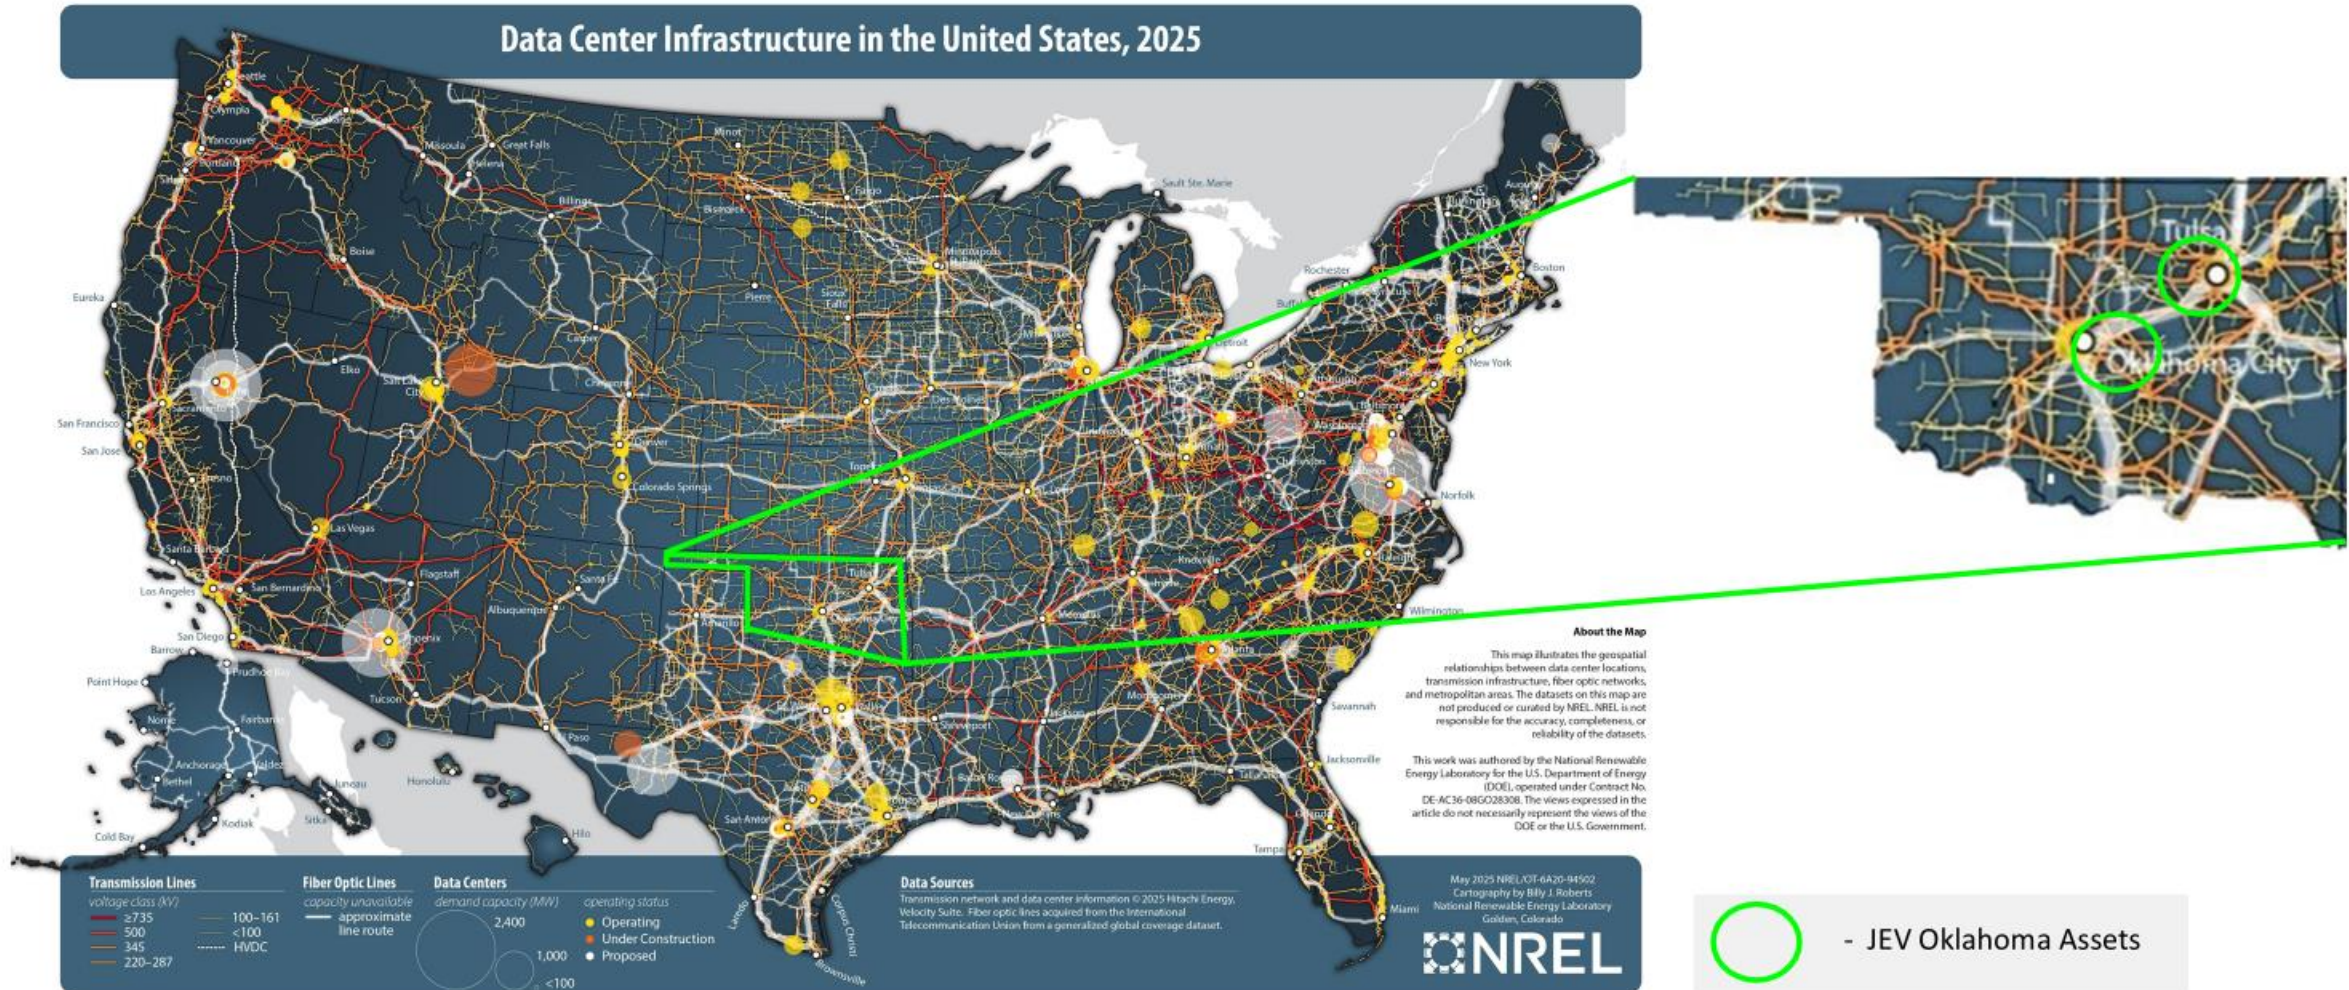 Data Center Infrastructure in the United States, 2025
Seattle
Olympia
Vancouver
Portland
Missoula
Great Falls
Helena
Minot
Fargo
Bismarck
Billings
Sault Ste. Marie
Burlington
Boise
Minneapolis
Pierre
Sioux
Falls
Rochester
Boston
Eureka
Casper
Detroit
New York
Elko
Cheyenne
Des Moines
Pittsburgh
Sacramento
San Francisco
San Jose
Denver
Baltimore
Washington
Charleston
Fresno
Colorado Springs
Norfolk
Las Vegas
Santa Barbara
Knoxville
Raleigh
Los Angeles
San Bernardino
Flagstaff
Santa Fe
Tulsa
Albuquerque
Amarillo
Oklahoma City
Memphis
Wilmington
San Diego
Phoenix
Atlanta
Tucson
Montgomery
El Paso
Shreveport
Jackson
Savannah
Jacksonville
Baton Rouge
New Orleans
San Antonio
Orlando
Tampa
Miami
Laredo
Corpus Christi
Brownsville
Barrow
Prudhoe Bay
Point Hope
Nome
Fairbanks
Anchorage
Valdez
Bethel
Juneau
Sitka
Kodiak
Cold Bay
Honolulu
Hilo
Tulsa
Oklahoma City
About the Map
This map illustrates the geospatial
relationships between data center locations,
transmission infrastructure, fiber optic networks,
and metropolitan areas. The datasets on this map are
not produced or curated by NREL. NREL is not
responsible for the accuracy, completeness, or
reliability of the datasets.
This work was authored by the National Renewable
Energy Laboratory for the U.S. Department of Energy
(DOE), operated under Contract No.
DE-AC36-08GO28308. The views expressed in the
article do not necessarily represent the views of the
DOE or the U.S. Government.
Transmission Lines
voltage class (kV)
≥735
500
345
220–287
100–161
<100
HVDC
Fiber Optic Lines
capacity unavailable
approximate
line route
Data Centers
demand capacity (MW)
2,400
1,000
<100
operating status
Operating
Under Construction
Proposed
Data Sources
Transmission network and data center information © 2025 Hitachi Energy,
Velocity Suite. Fiber optic lines acquired from the International
Telecommunication Union from a generalized global coverage dataset.
May 2025 NREL/OT-6A20-94502
Cartography by Billy J. Roberts
National Renewable Energy Laboratory
Golden, Colorado
NREL
- JEV Oklahoma Assets